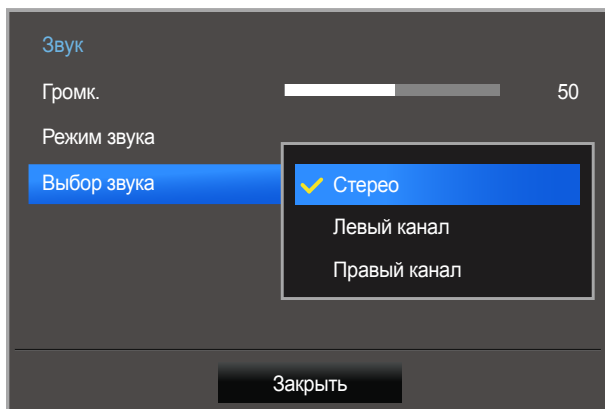 Звук
Громк. 50
Режим звука
Выбор звука
Стерео
Левый канал
Правый канал
Закрыть